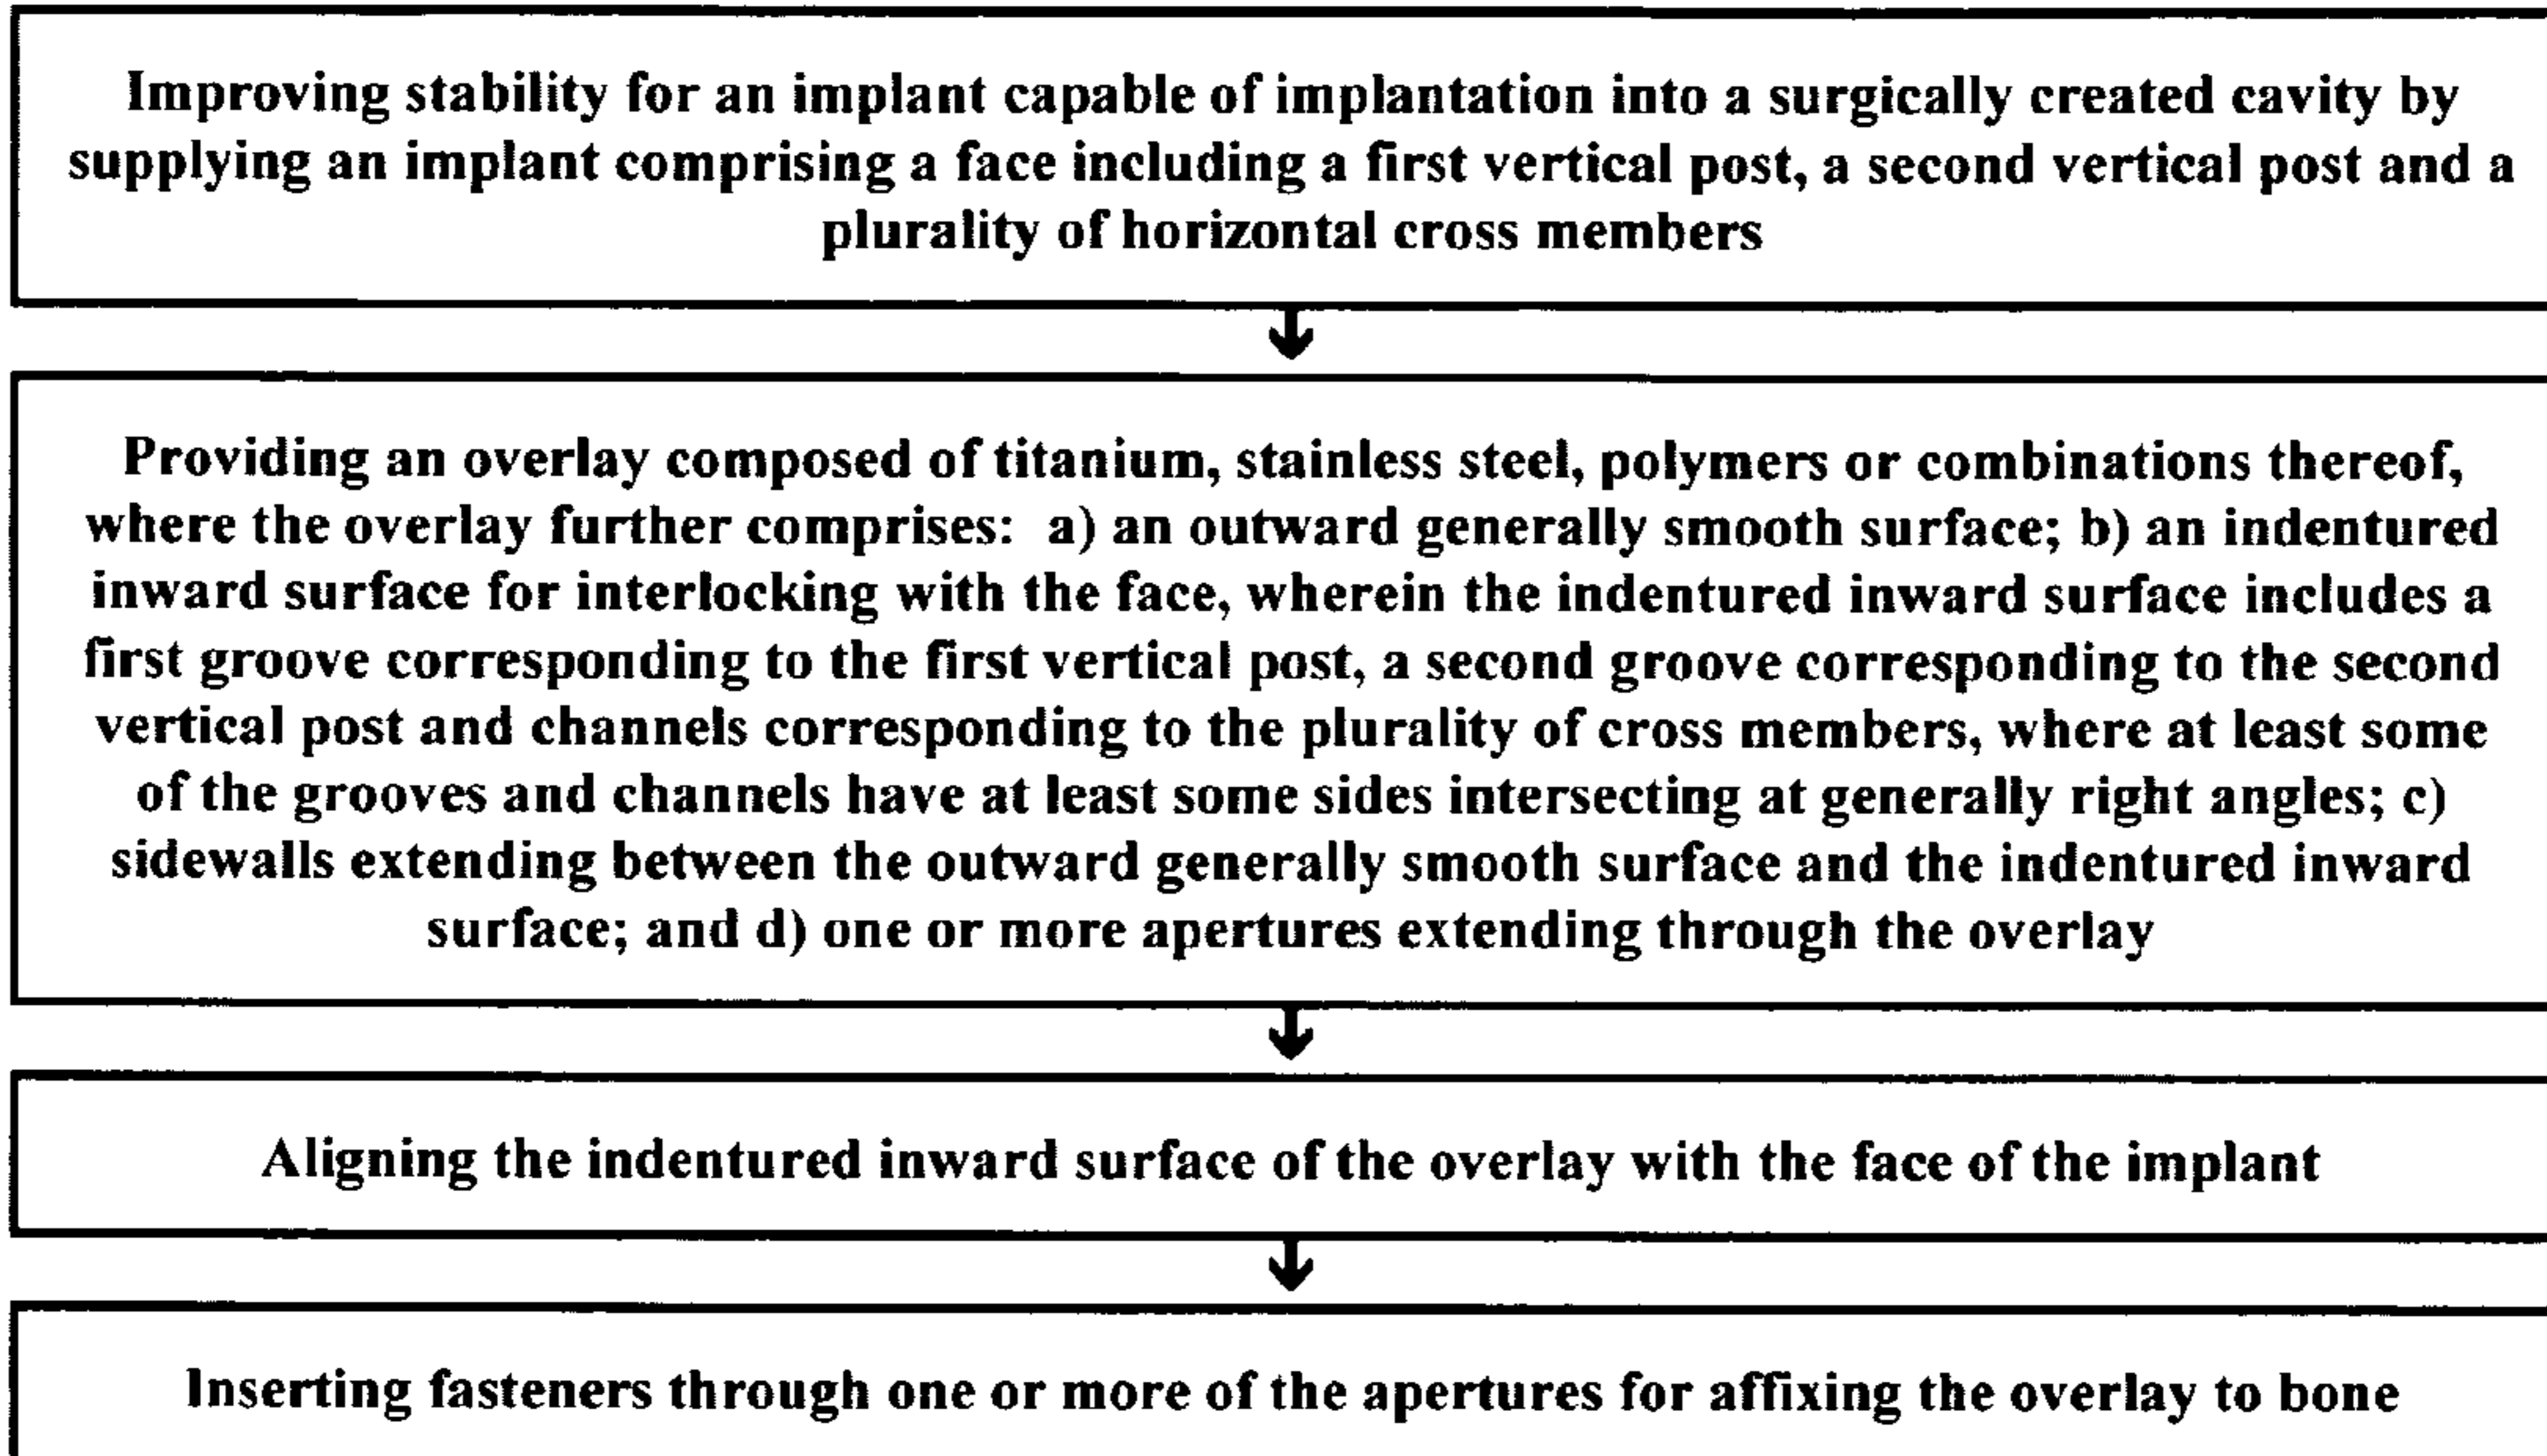 Improving stability for an implant capable of implantation into a surgically created cavity by
supplying an implant comprising a face including a first vertical post, a second vertical post and a
plurality of horizontal cross members
Providing an overlay composed of titanium, stainless steel, polymers or combinations thereof,
where the overlay further comprises:  a) an outward generally smooth surface; b) an indentured
inward surface for interlocking with the face, wherein the indentured inward surface includes a
first groove corresponding to the first vertical post, a second groove corresponding to the second
vertical post and channels corresponding to the plurality of cross members, where at least some
of the grooves and channels have at least some sides intersecting at generally right angles; c)
sidewalls extending between the outward generally smooth surface and the indentured inward
surface; and d) one or more apertures extending through the overlay
Aligning the indentured inward surface of the overlay with the face of the implant
Inserting fasteners through one or more of the apertures for affixing the overlay to bone